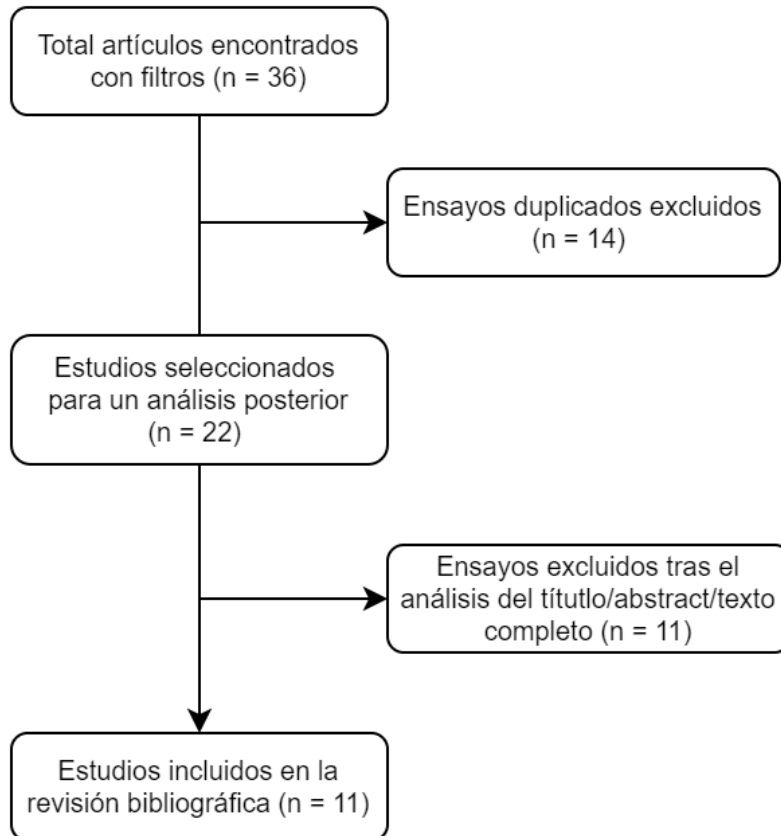 Total artículos encontrados
con filtros (n = 36)
Ensayos duplicados excluidos
(n = 14)
Estudios seleccionados
para un análisis posterior
(n = 22)
Ensayos excluidos tras el
análisis del títutlo/abstract/texto
completo (n = 11)
Estudios incluidos en la
revisión bibliográfica (n = 11)